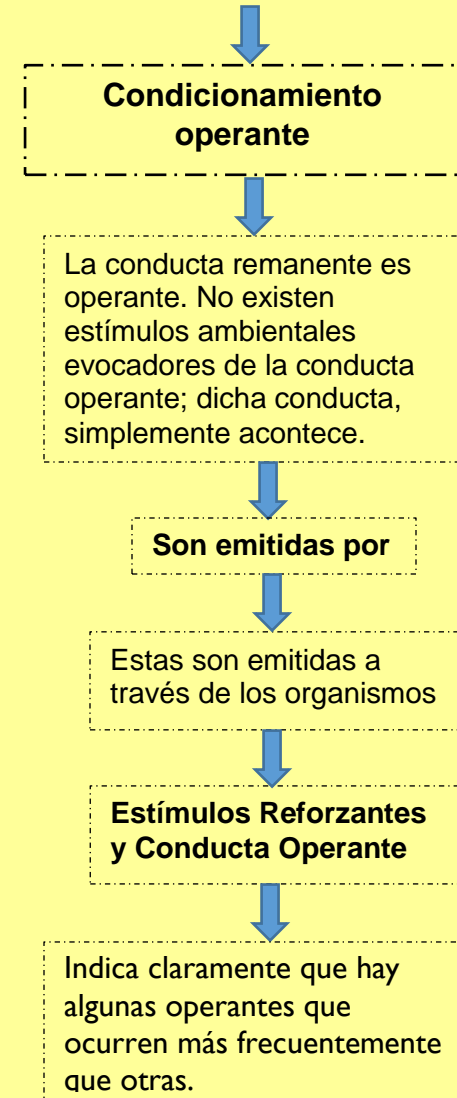 Condicionamiento
operante
La conducta remanente es
operante. No existen
estímulos ambientales
evocadores de la conducta
operante; dicha conducta,
simplemente acontece.
Son emitidas por
Estas son emitidas a
través de los organismos
Estímulos Reforzantes
y Conducta Operante
Indica claramente que hay
algunas operantes que
ocurren más frecuentemente
que otras.